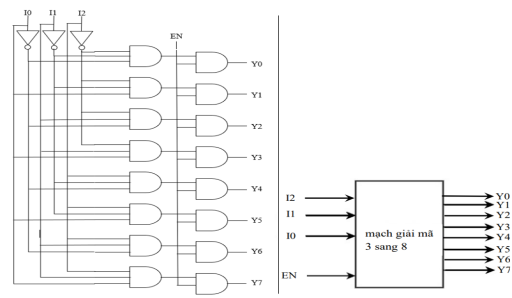 I0 I1 I2
EN
Y0
Y1
Y2
Y3
Y4
Y5
Y6
Y7
I2
I1
I0
EN
mạch giải mã
3 sang 8
Y0
Y1
Y2
Y3
Y4
Y5
Y6
Y7